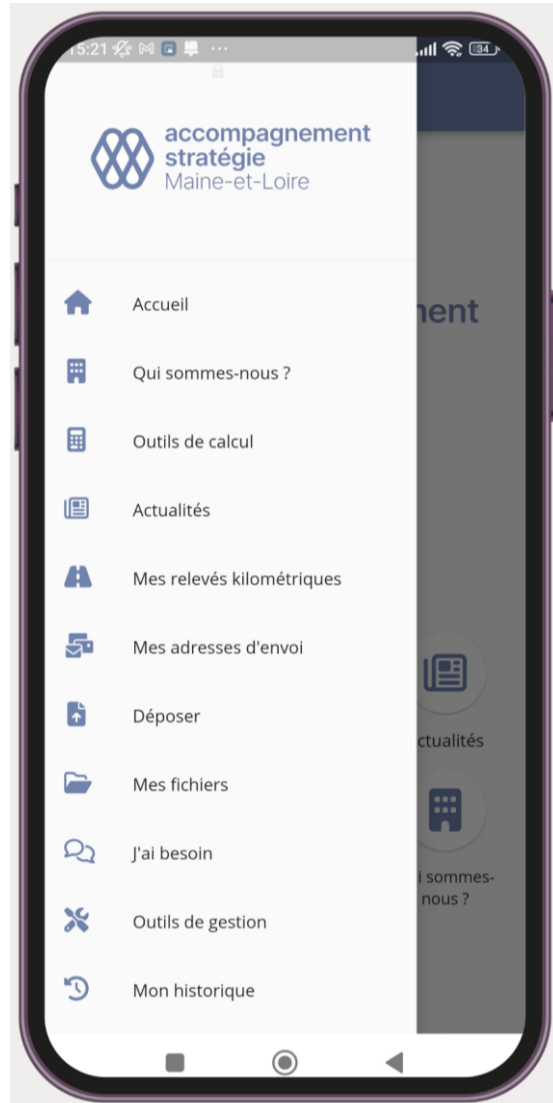 15:21
34
accompagnement
stratégie
Maine-et-Loire
Accueil
Qui sommes-nous ?
Outils de calcul
Actualités
Mes relevés kilométriques
Mes adresses d'envoi
Déposer
Mes fichiers
J'ai besoin
Outils de gestion
Mon historique
ment
ctualités
i sommes-
nous ?